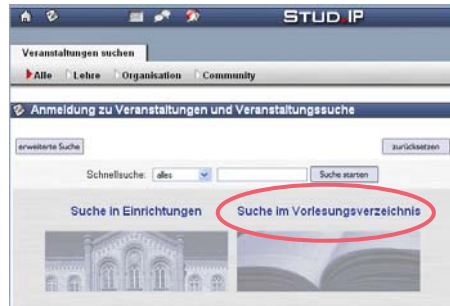 STUD.IP
Veranstaltungen suchen
Alle Lehre Organisation Community
Anmeldung zu Veranstaltungen und Veranstaltungssuche
erweiterte Suche zurücksetzen
Schnellsuche: alles Suche starten
Suche in Einrichtungen Suche im Vorlesungsverzeichnis